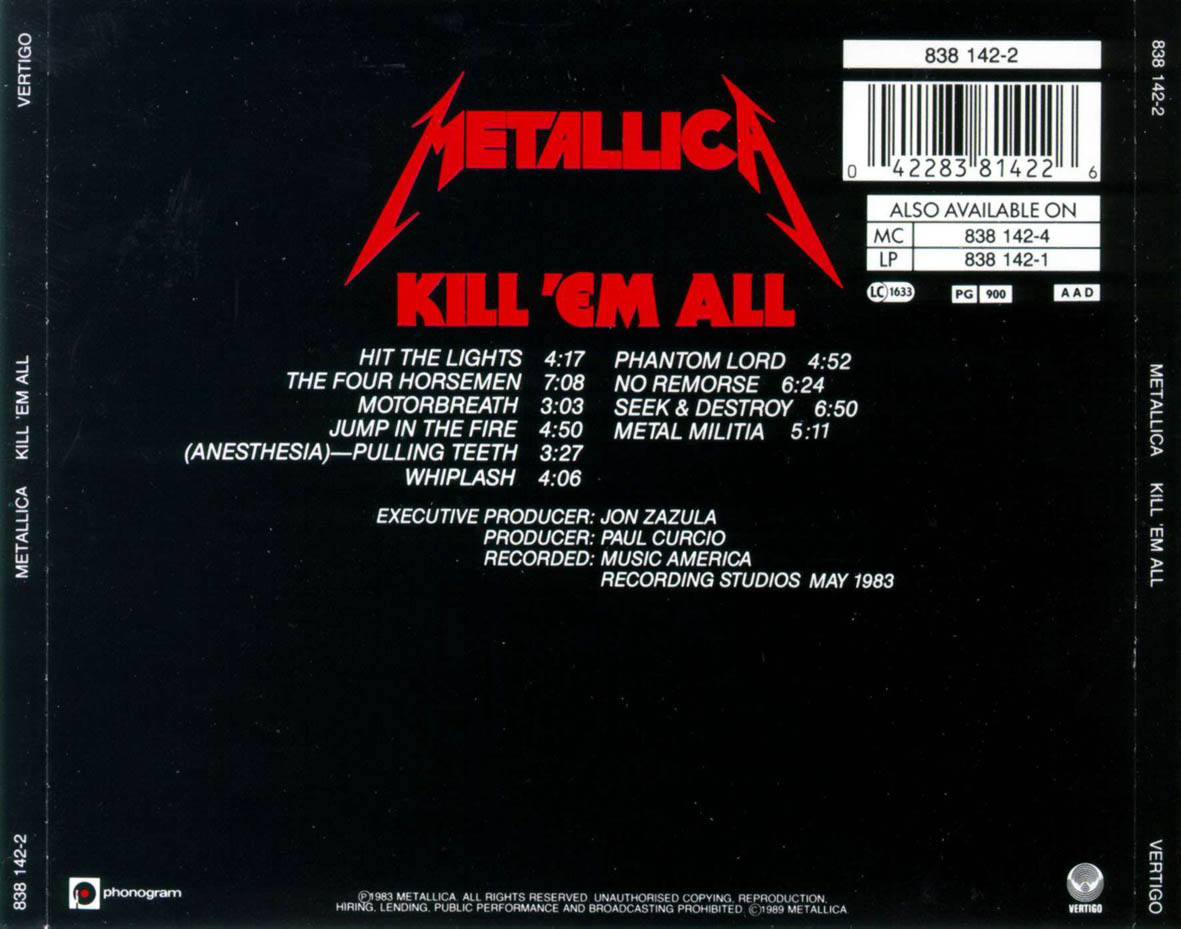 VERTIGO
METALLICA KILL 'EM ALL
838 142-2
METALLICA
KILL 'EM ALL
HIT THE LIGHTS 4:17
THE FOUR HORSEMEN 7:08
MOTORBREATH 3:03
JUMP IN THE FIRE 4:50
(ANESTHESIA)—PULLING TEETH 3:27
WHIPLASH 4:06
PHANTOM LORD 4:52
NO REMORSE 6:24
SEEK & DESTROY 6:50
METAL MILITIA 5:11
EXECUTIVE PRODUCER: JON ZAZULA
PRODUCER: PAUL CURCIO
RECORDED: MUSIC AMERICA
RECORDING STUDIOS MAY 1983
838 142-2
0 42283 81422 6
ALSO AVAILABLE ON
MC 838 142-4
LP 838 142-1
LC 1633 PG 900 AAD
phonogram
Ⓟ1983 METALLICA. ALL RIGHTS RESERVED. UNAUTHORISED COPYING, REPRODUCTION,
HIRING, LENDING, PUBLIC PERFORMANCE AND BROADCASTING PROHIBITED. ©1989 METALLICA.
VERTIGO
838 142-2
METALLICA KILL 'EM ALL
VERTIGO